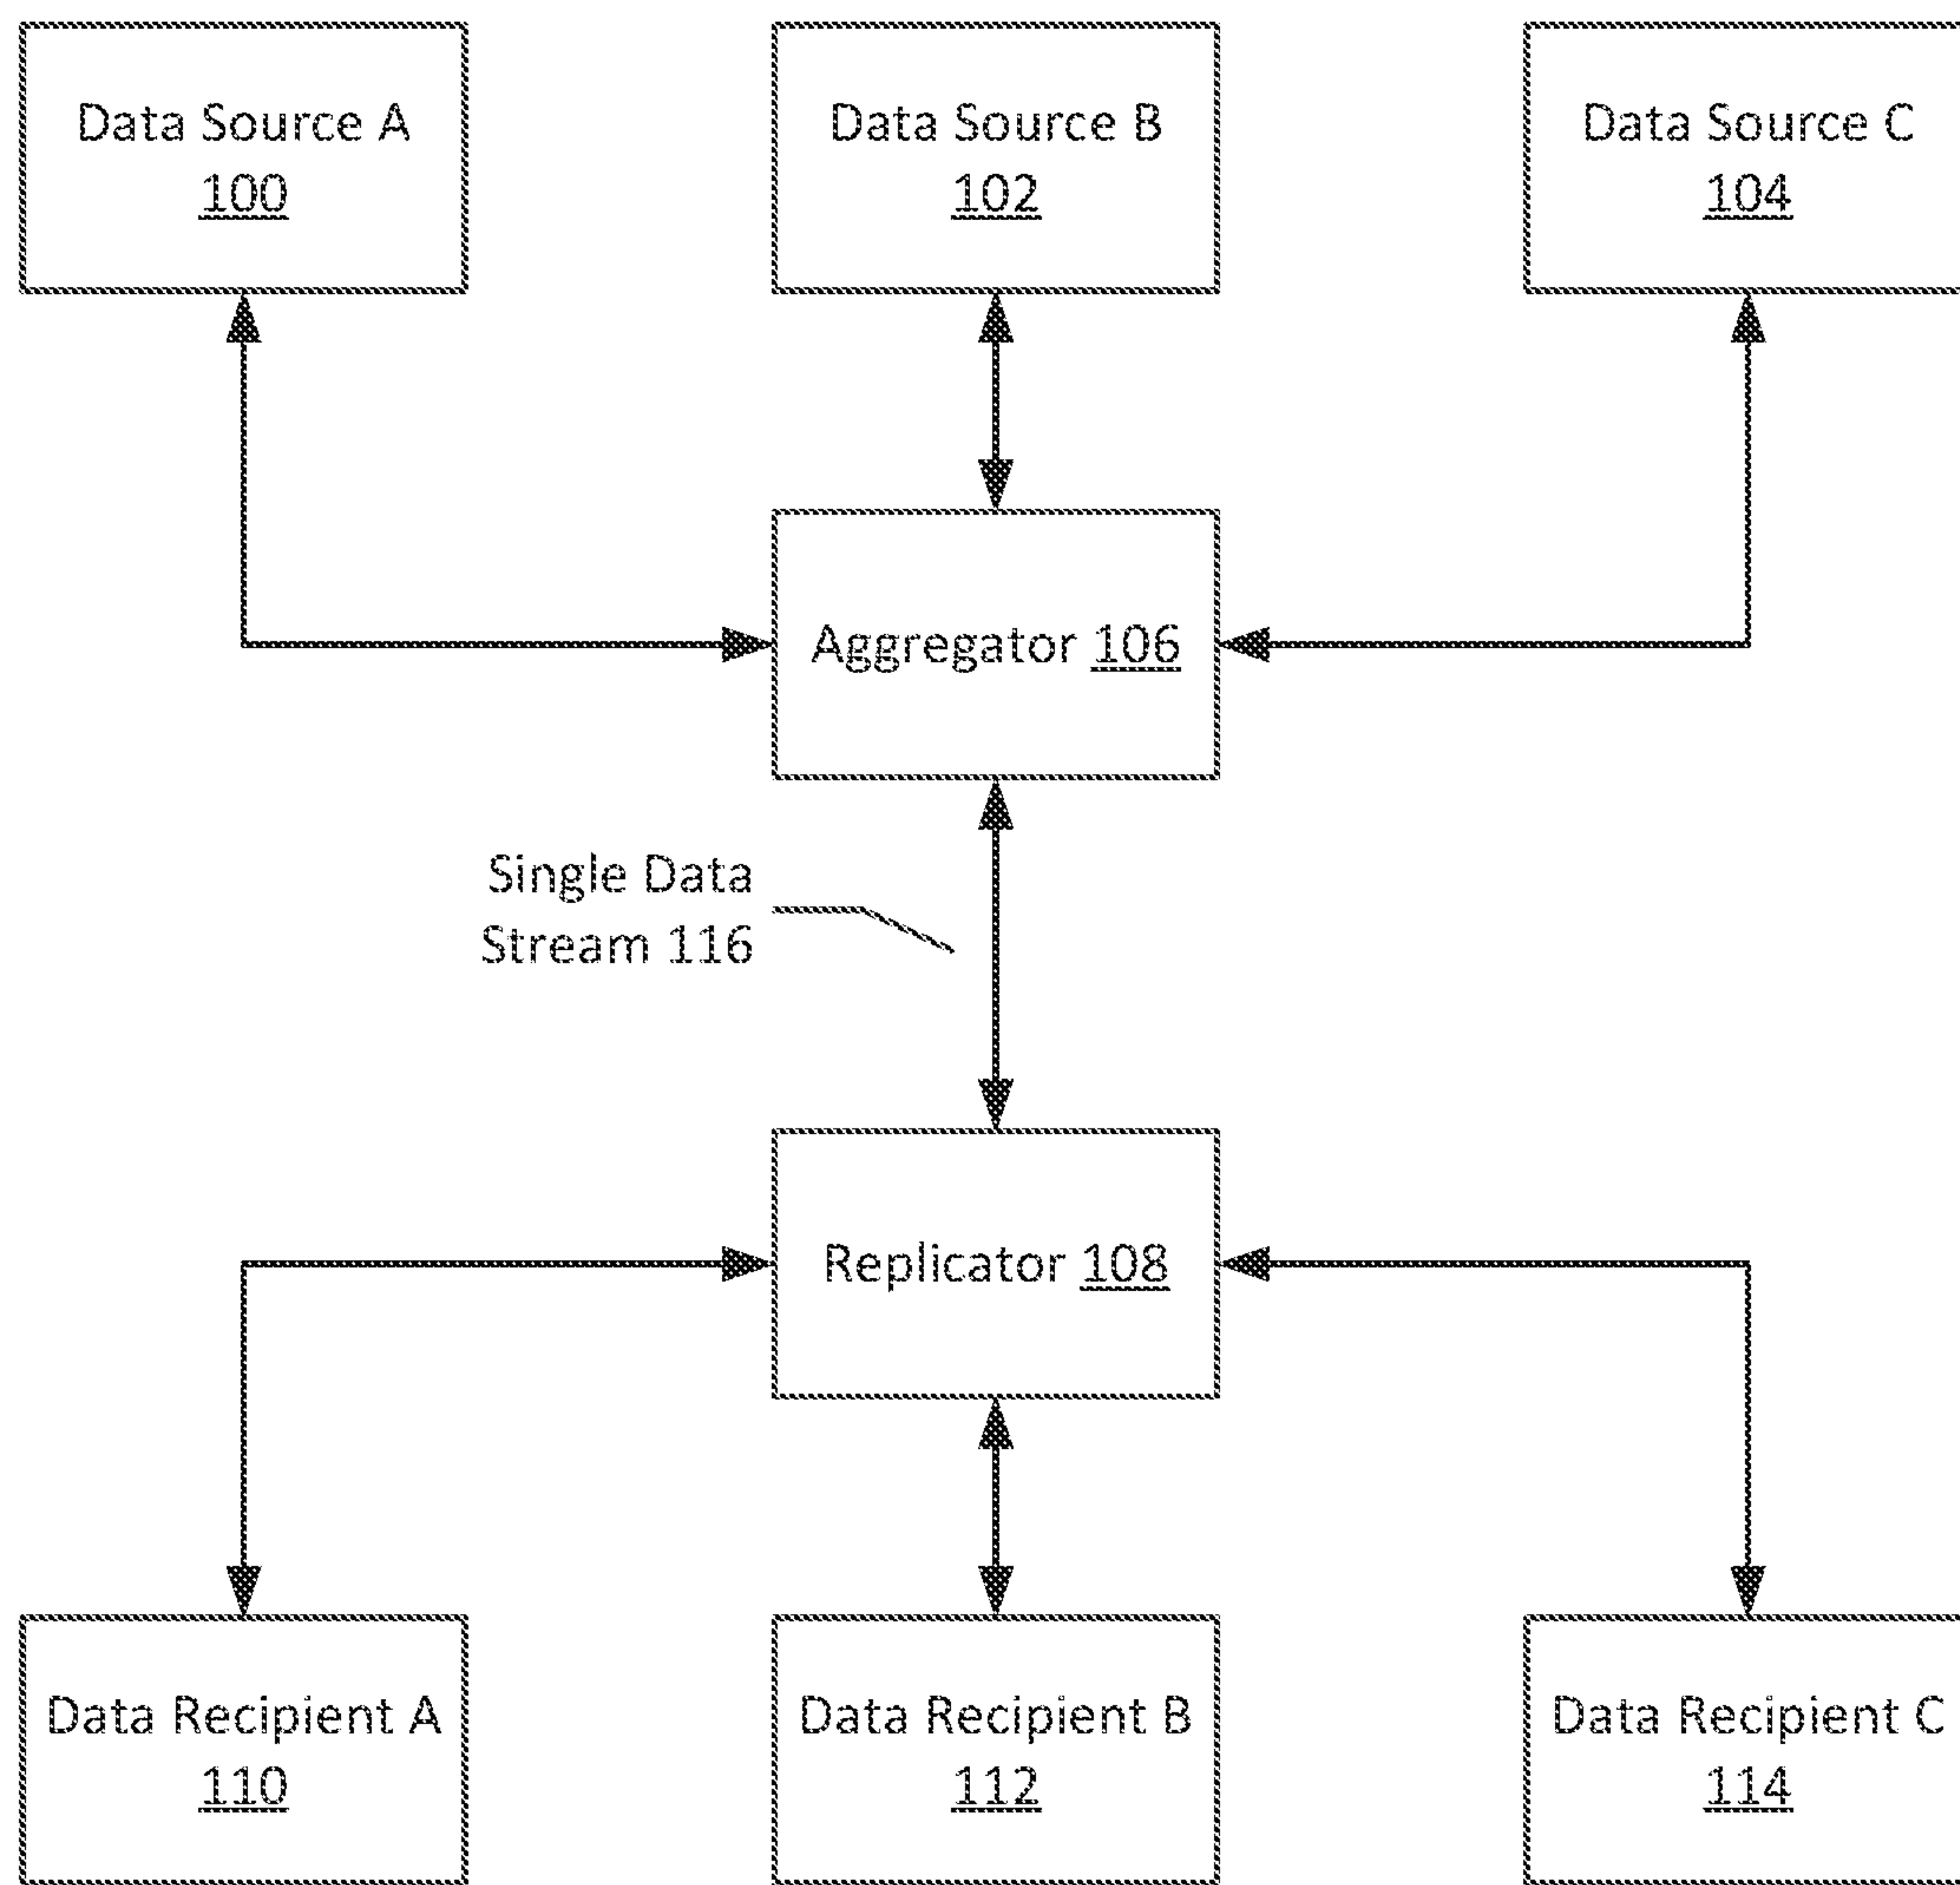 Data Source A
100
Data Source B
102
Data Source C
104
Aggregator 106
Single Data
Stream 116
Replicator 108
Data Recipient A
110
Data Recipient B
112
Data Recipient C
114